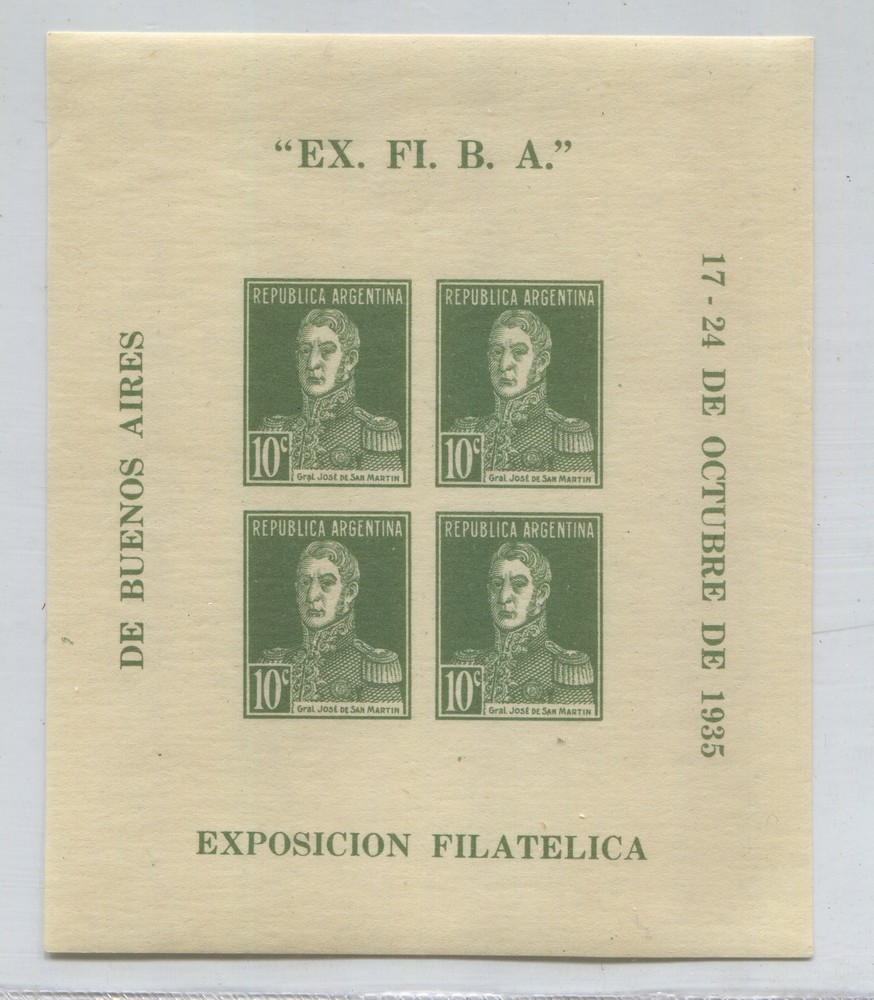 “EX. FI. B. A.”
17 - 24 DE OCTUBRE DE 1935
DE BUENOS AIRES
REPUBLICA ARGENTINA
10c
Gral José de San Martin
REPUBLICA ARGENTINA
10c
Gral José de San Martin
REPUBLICA ARGENTINA
10c
Gral José de San Martin
REPUBLICA ARGENTINA
10c
Gral José de San Martin
EXPOSICION FILATELICA